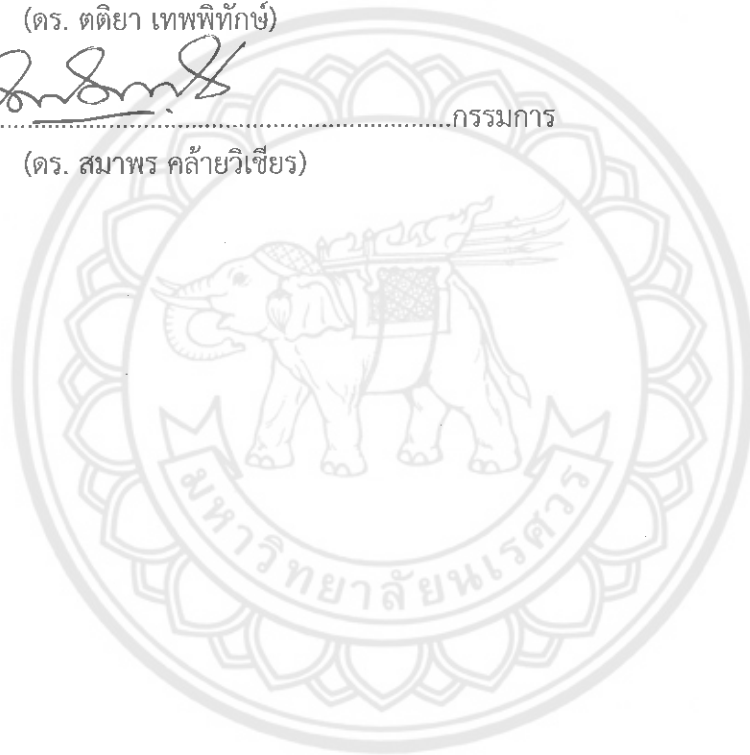 (ดร. ตติยา เทพพิทักษ์)
....................................................................กรรมการ
(ดร. สมาพร คล้ายวิเชียร)
มหาวิทยาลัยนเรศวร